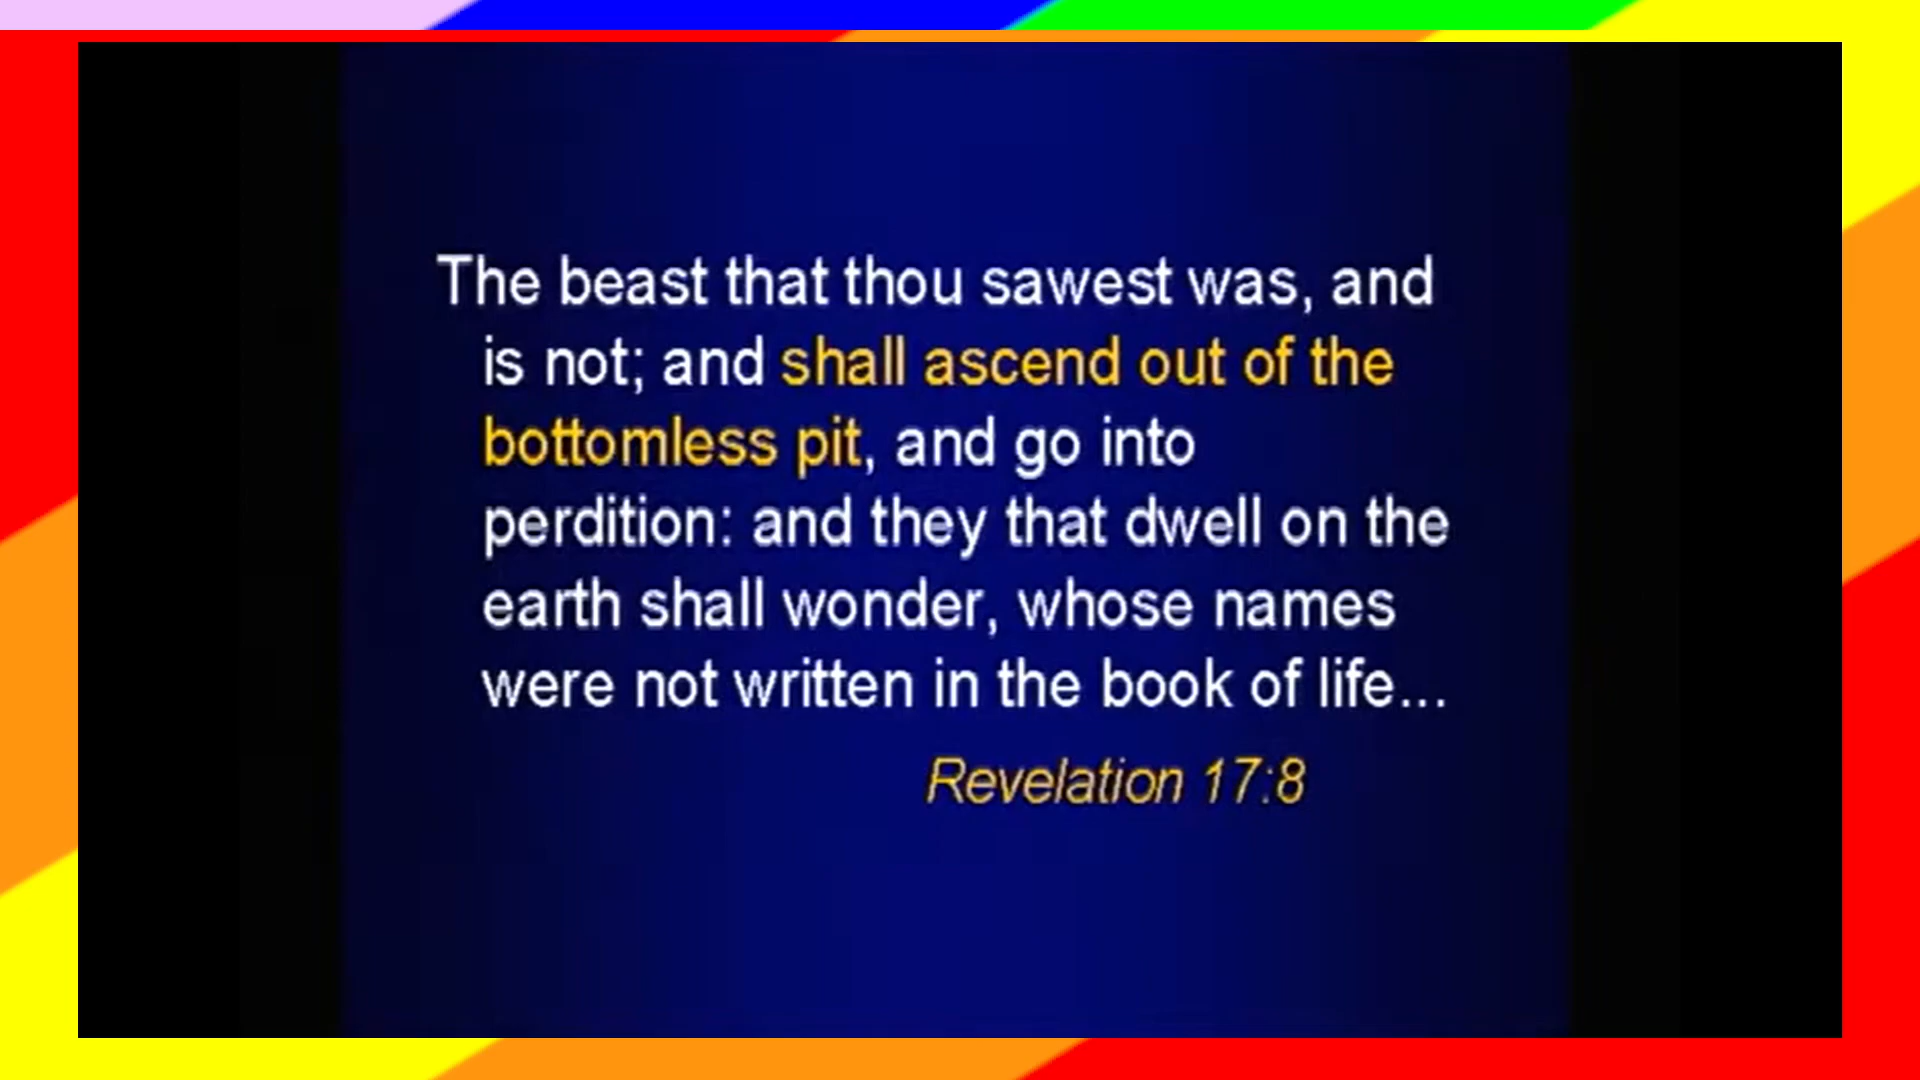 The beast that thou sawest was, and
is not; and shall ascend out of the
bottomless pit, and go into
perdition: and they that dwell on the
earth shall wonder, whose names
were not written in the book of life...
Revelation 17:8